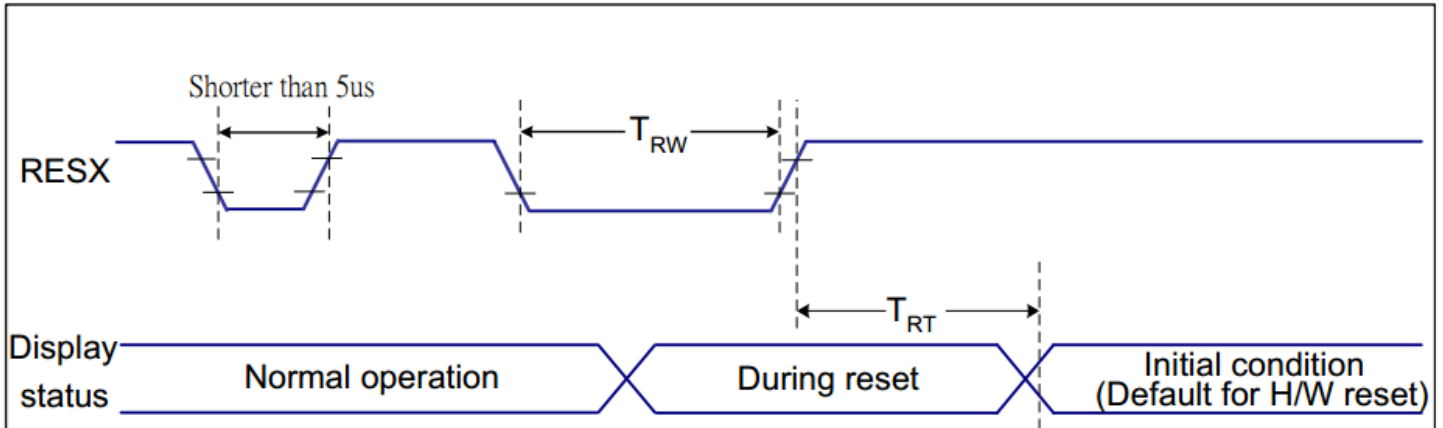 Shorter than 5us
RESX
TRW
TRT
Display
status
Normal operation
During reset
Initial condition
(Default for H/W reset)